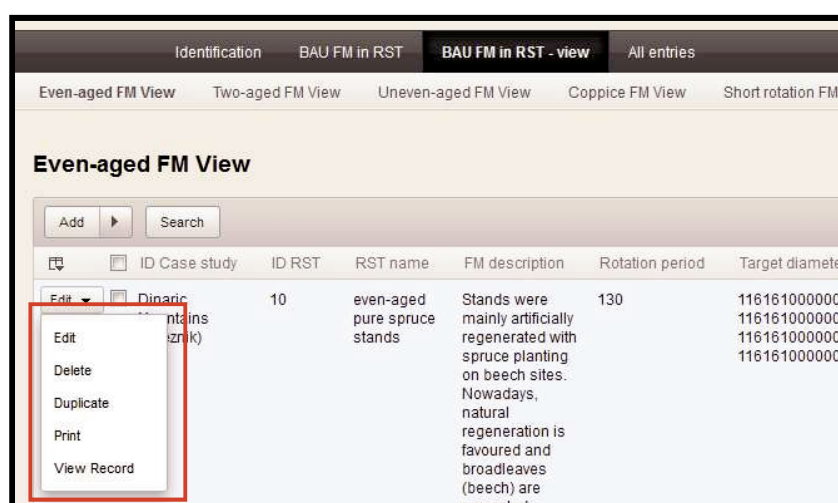 Identification BAU FM in RST BAU FM in RST - view All entries
Even-aged FM View Two-aged FM View Uneven-aged FM View Coppice FM View Short rotation FM
Even-aged FM View
Add Search
ID Case study ID RST RST name FM description Rotation period Target diamete
Edit Dinaric 10 even-aged Stands were 130 116161000000
pure spruce mainly artificially 116161000000
Edit stands regenerated with 116161000000
spruce planting 116161000000
Delete on beech sites.
Nowadays,
Duplicate natural
Print regeneration is
favoured and
View Record broadleaves
(beech) are